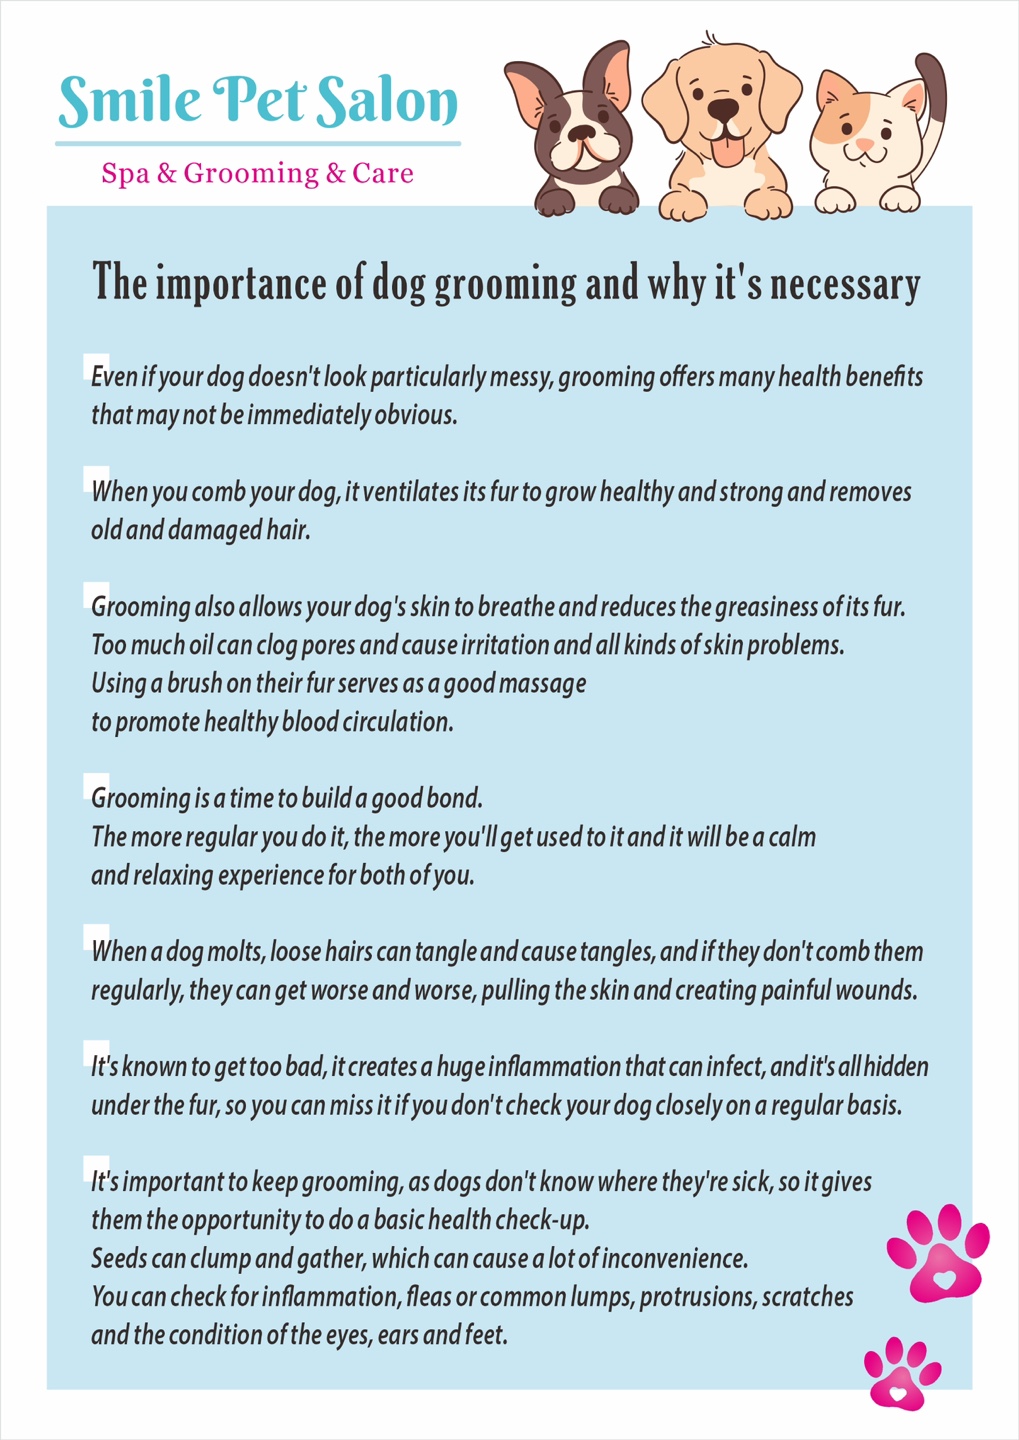 Smile Pet Salon
Spa & Grooming & Care
The importance of dog grooming and why it's necessary
Even if your dog doesn't look particularly messy, grooming offers many health benefits
that may not be immediately obvious.
When you comb your dog, it ventilates its fur to grow healthy and strong and removes
old and damaged hair.
Grooming also allows your dog's skin to breathe and reduces the greasiness of its fur.
Too much oil can clog pores and cause irritation and all kinds of skin problems.
Using a brush on their fur serves as a good massage
to promote healthy blood circulation.
Grooming is a time to build a good bond.
The more regular you do it, the more you'll get used to it and it will be a calm
and relaxing experience for both of you.
When a dog molts, loose hairs can tangle and cause tangles, and if they don't comb them
regularly, they can get worse and worse, pulling the skin and creating painful wounds.
It's known to get too bad, it creates a huge inflammation that can infect, and it's all hidden
under the fur, so you can miss it if you don't check your dog closely on a regular basis.
It's important to keep grooming, as dogs don't know where they're sick, so it gives
them the opportunity to do a basic health check-up.
Seeds can clump and gather, which can cause a lot of inconvenience.
You can check for inflammation, fleas or common lumps, protrusions, scratches
and the condition of the eyes, ears and feet.